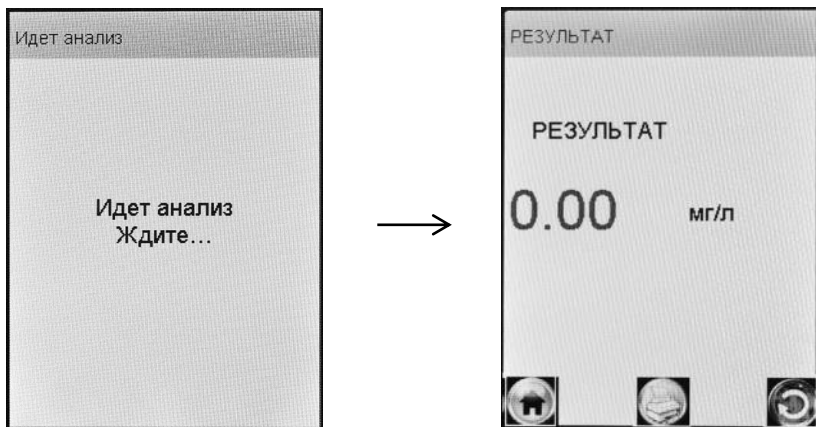 Идет анализ
Идет анализ
Ждите...
РЕЗУЛЬТАТ
РЕЗУЛЬТАТ
0.00 мг/л